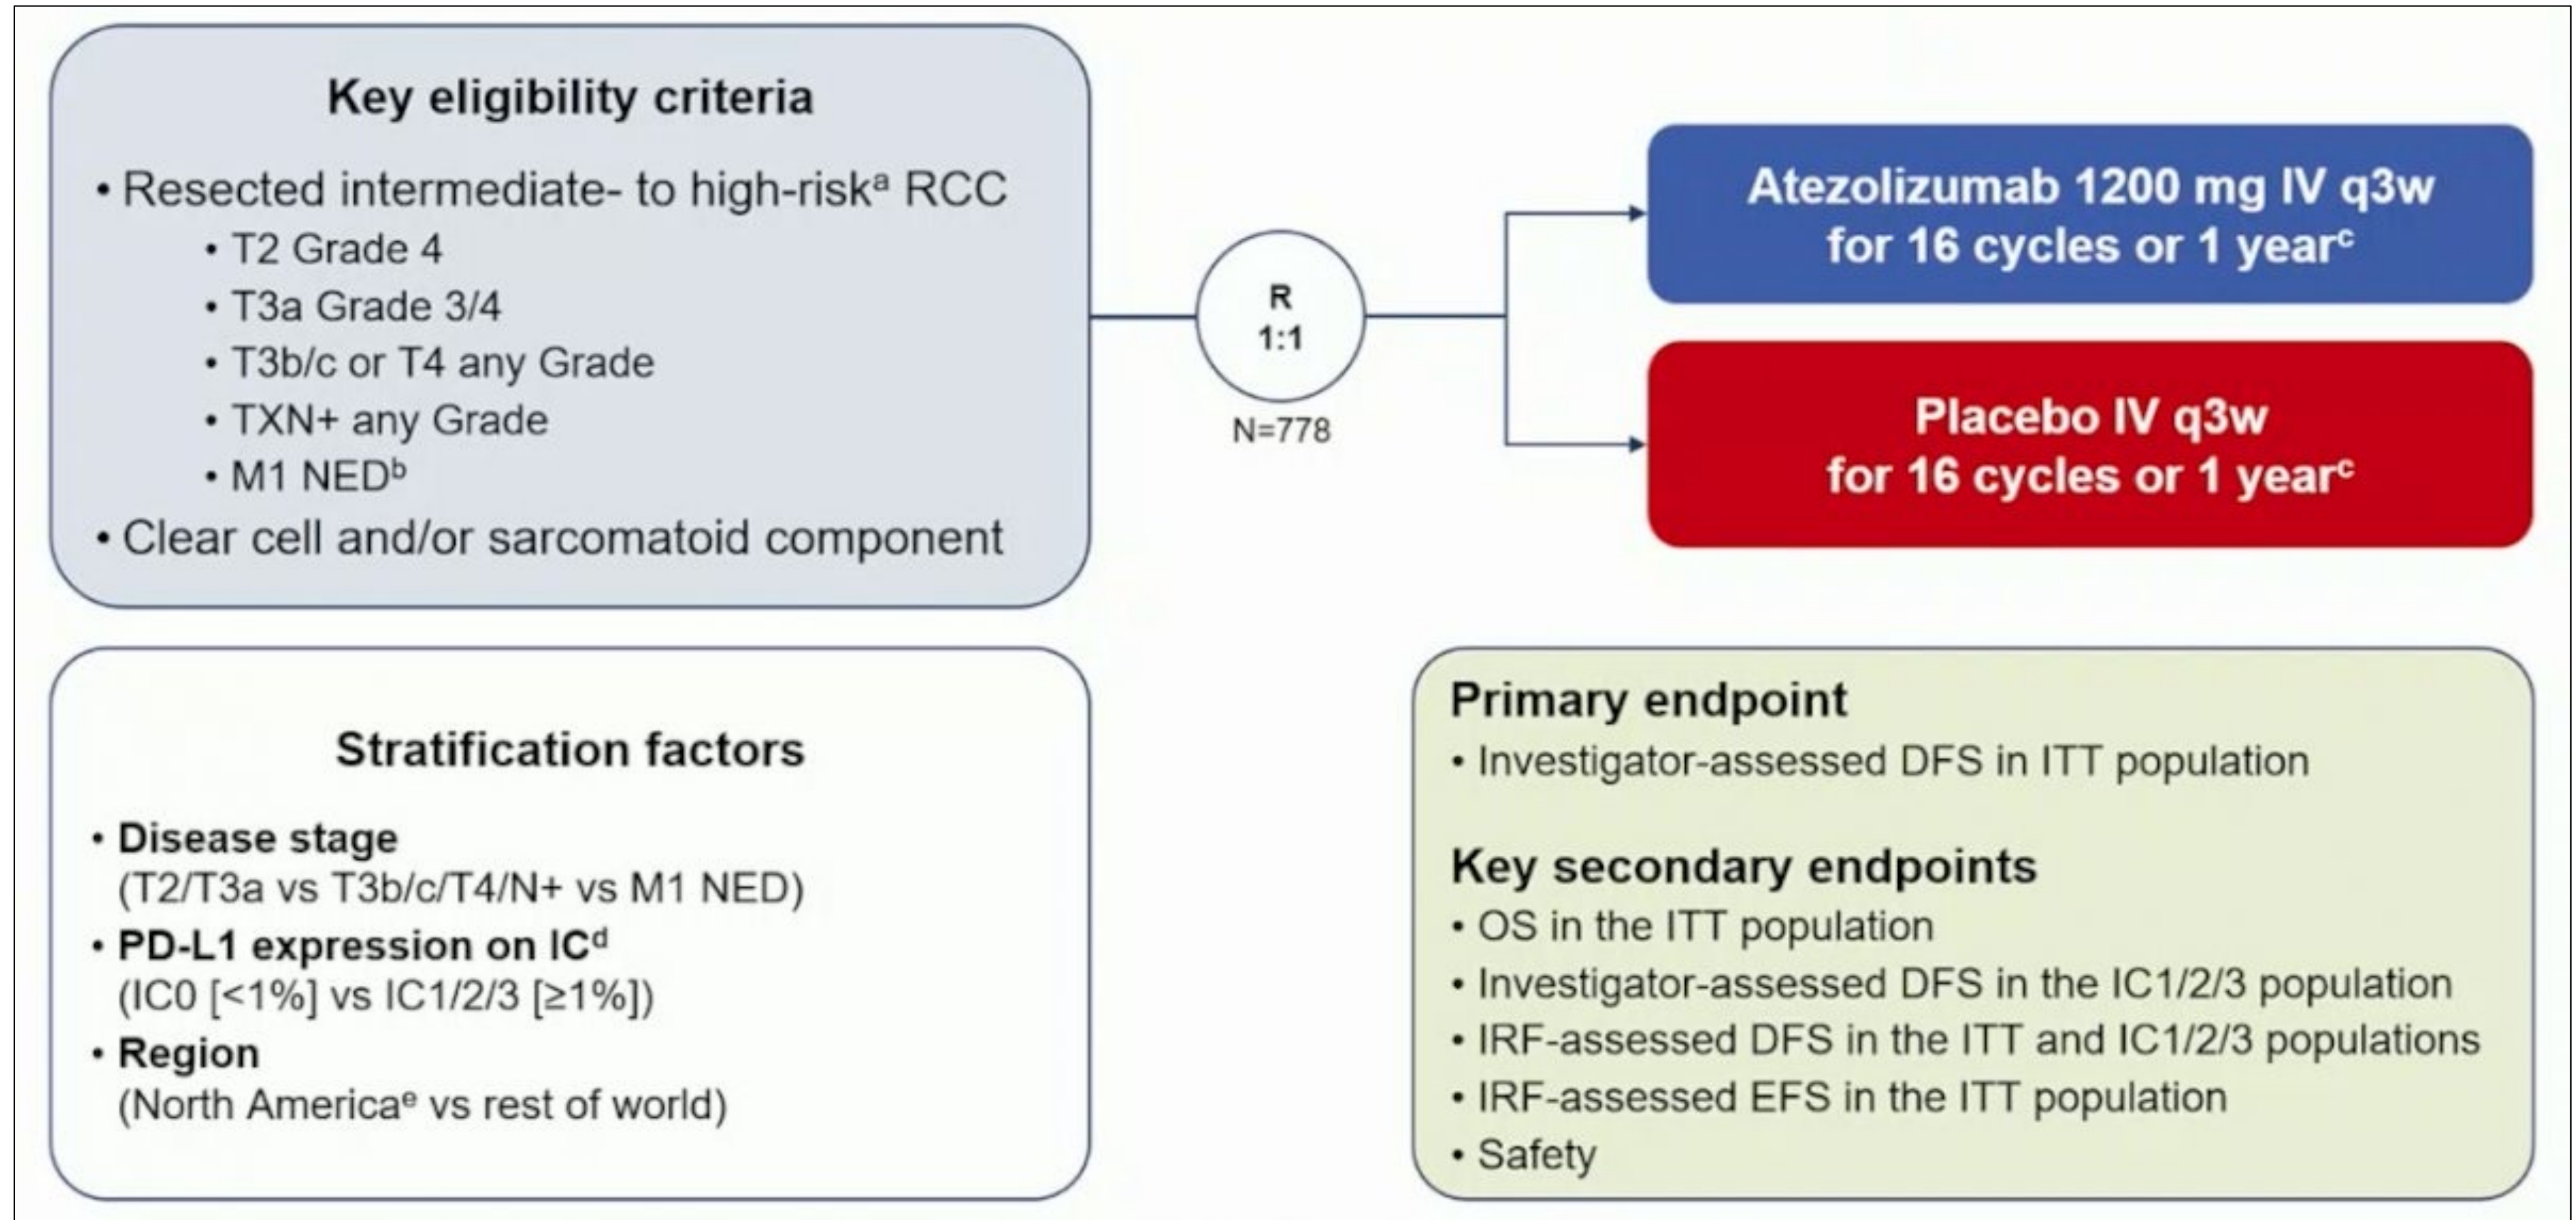 Key eligibility criteria
• Resected intermediate- to high-riskᵃ RCC
• T2 Grade 4
• T3a Grade 3/4
• T3b/c or T4 any Grade
• TXN+ any Grade
• M1 NEDᵇ
• Clear cell and/or sarcomatoid component
R
1:1
N=778
Atezolizumab 1200 mg IV q3w
for 16 cycles or 1 yearᶜ
Placebo IV q3w
for 16 cycles or 1 yearᶜ
Stratification factors
• Disease stage
(T2/T3a vs T3b/c/T4/N+ vs M1 NED)
• PD-L1 expression on ICᵈ
(IC0 [<1%] vs IC1/2/3 [≥1%])
• Region
(North Americaᵉ vs rest of world)
Primary endpoint
• Investigator-assessed DFS in ITT population
Key secondary endpoints
• OS in the ITT population
• Investigator-assessed DFS in the IC1/2/3 population
• IRF-assessed DFS in the ITT and IC1/2/3 populations
• IRF-assessed EFS in the ITT population
• Safety